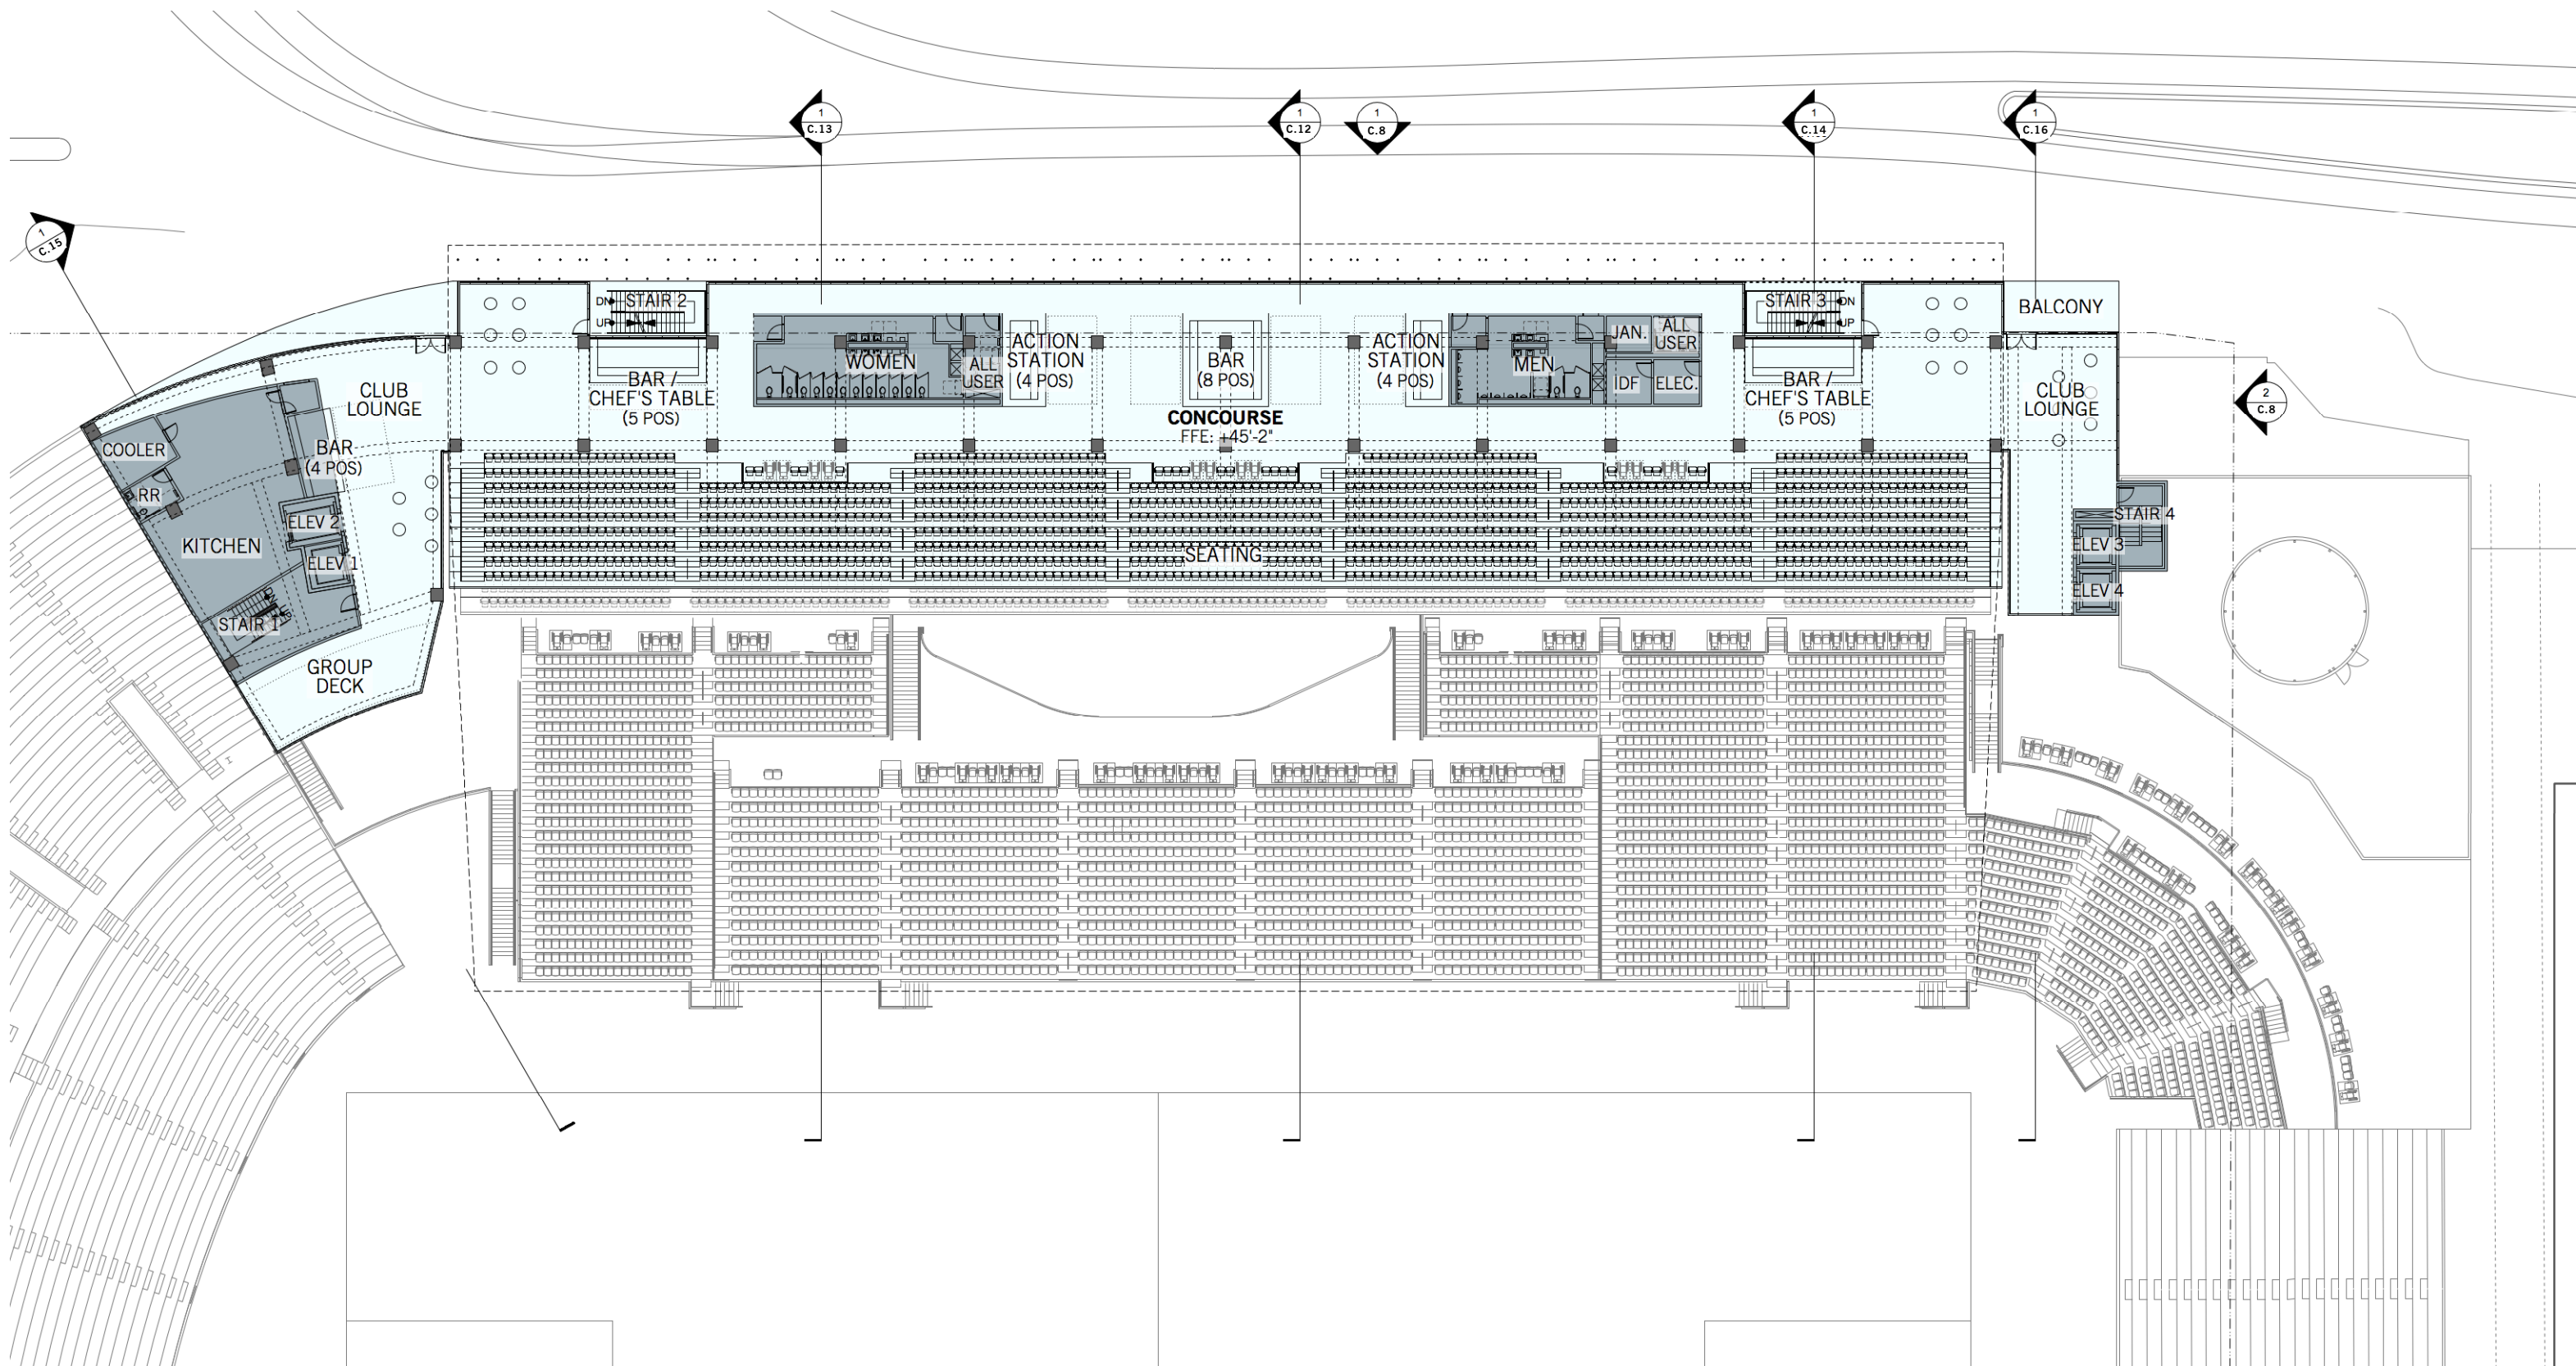 1
C.13
1
C.12
1
C.8
1
C.14
1
C.16
1
C.15
DN
STAIR 2
UP
STAIR 3
DN
UP
BALCONY
WOMEN
ALL
USER
ACTION
STATION
(4 POS)
BAR
(8 POS)
ACTION
STATION
(4 POS)
MEN
JAN.
ALL
USER
IDF
ELEC.
CLUB
LOUNGE
BAR /
CHEF'S TABLE
(5 POS)
BAR /
CHEF'S TABLE
(5 POS)
CLUB
LOUNGE
2
C.8
CONCOURSE
FFE: +45'-2"
COOLER
BAR
(4 POS)
RR
ELEV 2
KITCHEN
ELEV 1
SEATING
STAIR 4
ELEV 3
ELEV 4
DN
UP
STAIR 1
GROUP
DECK